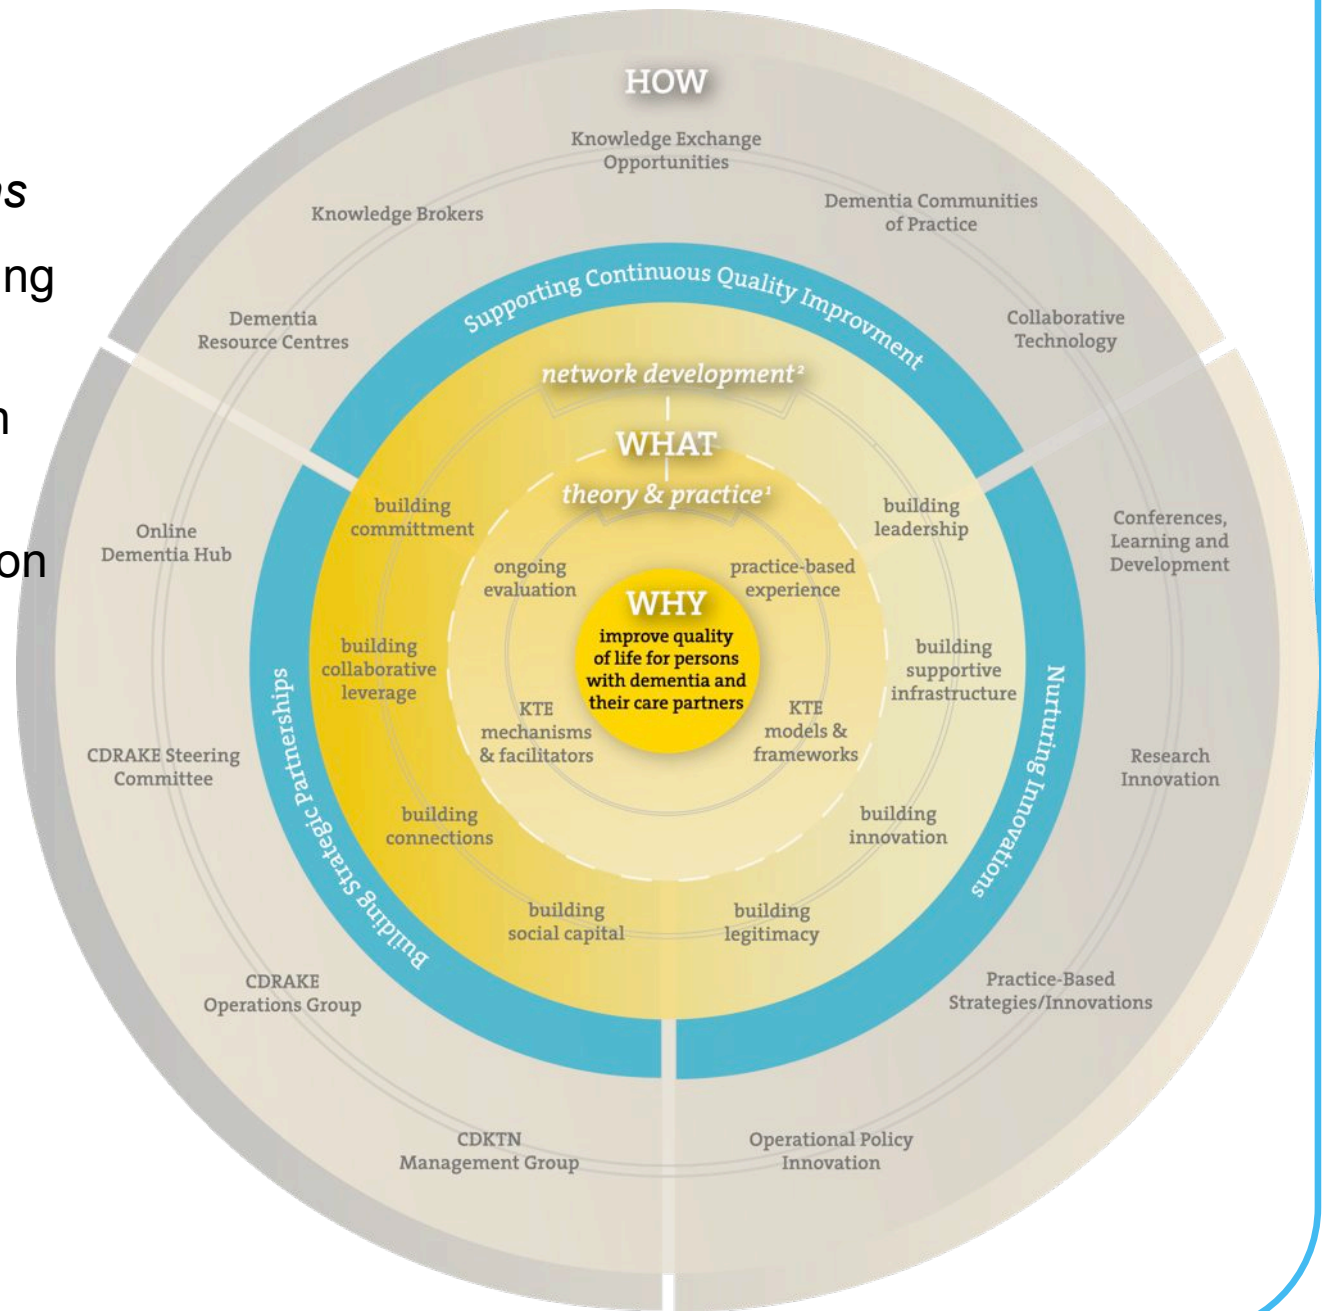 ns
ng
n
on
HOW
Knowledge Exchange
Opportunities
Knowledge Brokers
Dementia Communities
of Practice
Dementia
Resource Centres
Collaborative
Technology
Supporting Continuous Quality Improvment
network development²
WHAT
theory & practice¹
building
committment
building
leadership
Online
Dementia Hub
Conferences,
Learning and
Development
ongoing
evaluation
practice-based
experience
WHY
improve quality
of life for persons
with dementia and
their care partners
building
collaborative
leverage
building
supportive
infrastructure
KTE
mechanisms
& facilitators
KTE
models &
frameworks
Building Strategic Partnerships
Nurturing Innovations
CDRAKE Steering
Committee
Research
Innovation
building
connections
building
innovation
building
social capital
building
legitimacy
CDRAKE
Operations Group
Practice-Based
Strategies/Innovations
CDKTN
Management Group
Operational Policy
Innovation